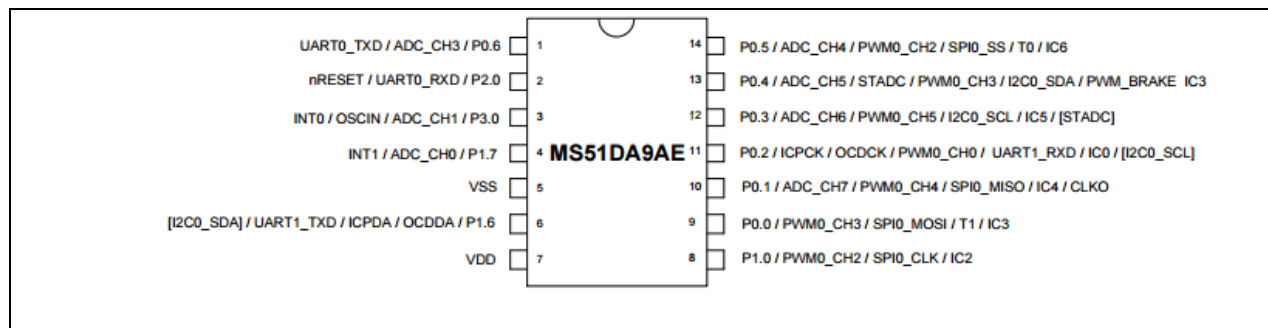 UART0_TXD / ADC_CH3 / P0.6 1
14 P0.5 / ADC_CH4 / PWM0_CH2 / SPI0_SS / T0 / IC6
nRESET / UART0_RXD / P2.0 2
13 P0.4 / ADC_CH5 / STADC / PWM0_CH3 / I2C0_SDA / PWM_BRAKE IC3
INT0 / OSCIN / ADC_CH1 / P3.0 3
12 P0.3 / ADC_CH6 / PWM0_CH5 / I2C0_SCL / IC5 / [STADC]
INT1 / ADC_CH0 / P1.7 4
MS51DA9AE
11 P0.2 / ICPCK / OCDCK / PWM0_CH0 / UART1_RXD / IC0 / [I2C0_SCL]
VSS 5
10 P0.1 / ADC_CH7 / PWM0_CH4 / SPI0_MISO / IC4 / CLKO
[I2C0_SDA] / UART1_TXD / ICPDA / OCDDA / P1.6 6
9 P0.0 / PWM0_CH3 / SPI0_MOSI / T1 / IC3
VDD 7
8 P1.0 / PWM0_CH2 / SPI0_CLK / IC2